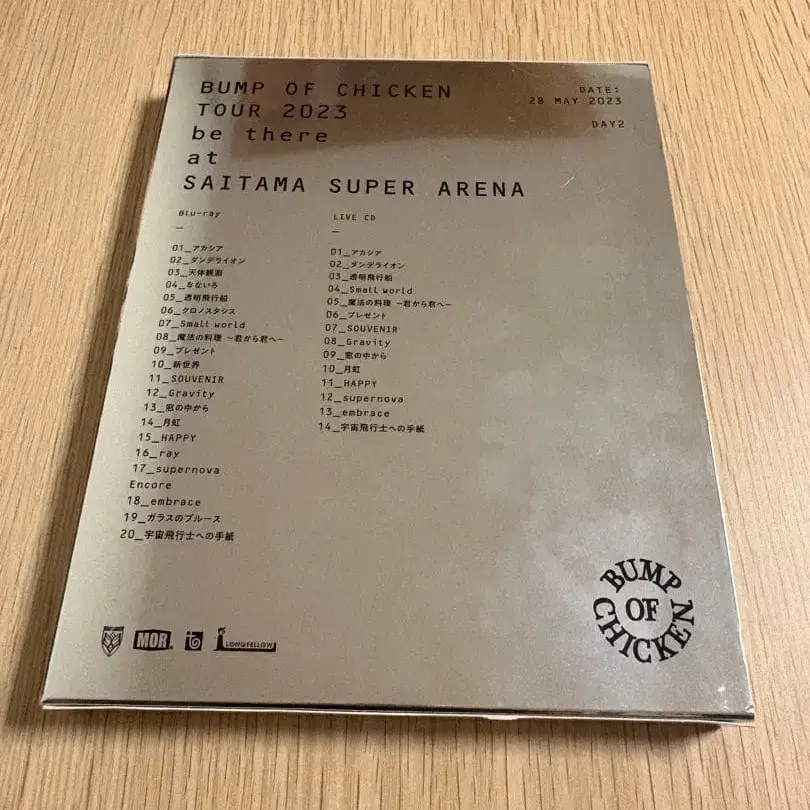 BUMP OF CHICKEN
TOUR 2023
be there
at
SAITAMA SUPER ARENA
DATE:
28 MAY 2023
DAY2
Blu-ray
—
01_アカシア
02_ダンデライオン
03_天体観測
04_なないろ
05_透明飛行船
06_クロノスタシス
07_Small world
08_魔法の料理 ～君から君へ～
09_プレゼント
10_新世界
11_SOUVENIR
12_Gravity
13_窓の中から
14_月虹
15_HAPPY
16_ray
17_supernova
Encore
18_embrace
19_ガラスのブルース
20_宇宙飛行士への手紙
LIVE CD
—
01_アカシア
02_ダンデライオン
03_透明飛行船
04_Small world
05_魔法の料理 ～君から君へ～
06_プレゼント
07_SOUVENIR
08_Gravity
09_窓の中から
10_月虹
11_HAPPY
12_supernova
13_embrace
14_宇宙飛行士への手紙
MOR.
LONGFELLOW
BUMP
OF
CHICKEN